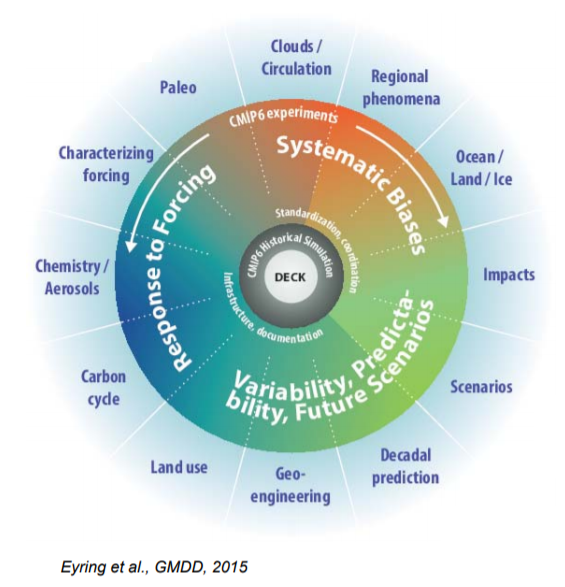 Clouds /
Circulation
Regional
phenomena
Ocean /
Land / Ice
Impacts
Scenarios
Decadal
prediction
Geo-
engineering
Land use
Carbon
cycle
Chemistry /
Aerosols
Characterizing
forcing
Paleo
CMIP6 experiments
Systematic Biases
Variability, Predicta-
bility, Future Scenarios
Response to Forcing
Standardization, coordination
Infrastructure, documentation
CMIP6 Historical Simulation
DECK
Eyring et al., GMDD, 2015